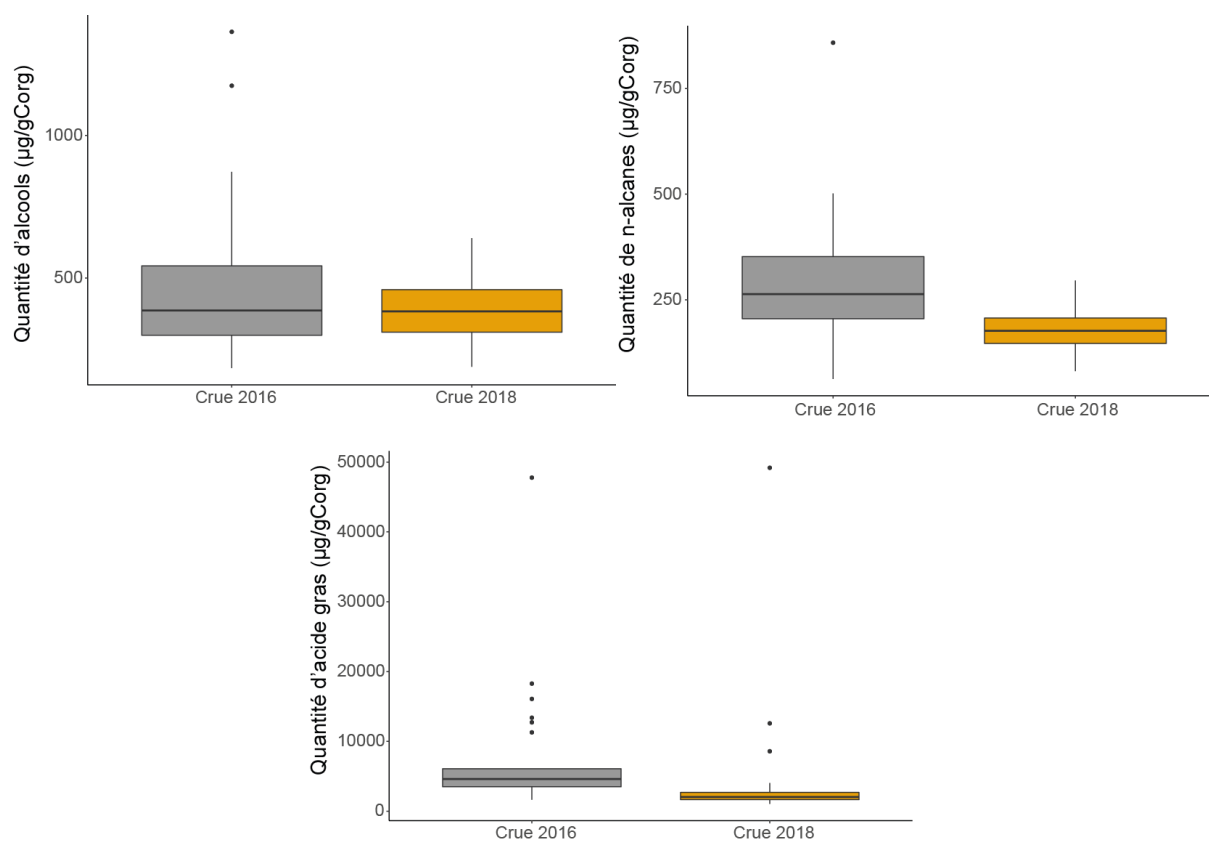 Quantité d'alcools (µg/gCorg)
1000
500
Crue 2016
Crue 2018
Quantité de n-alcanes (µg/gCorg)
750
500
250
Crue 2016
Crue 2018
Quantité d'acide gras (µg/gCorg)
50000
40000
30000
20000
10000
0
Crue 2016
Crue 2018